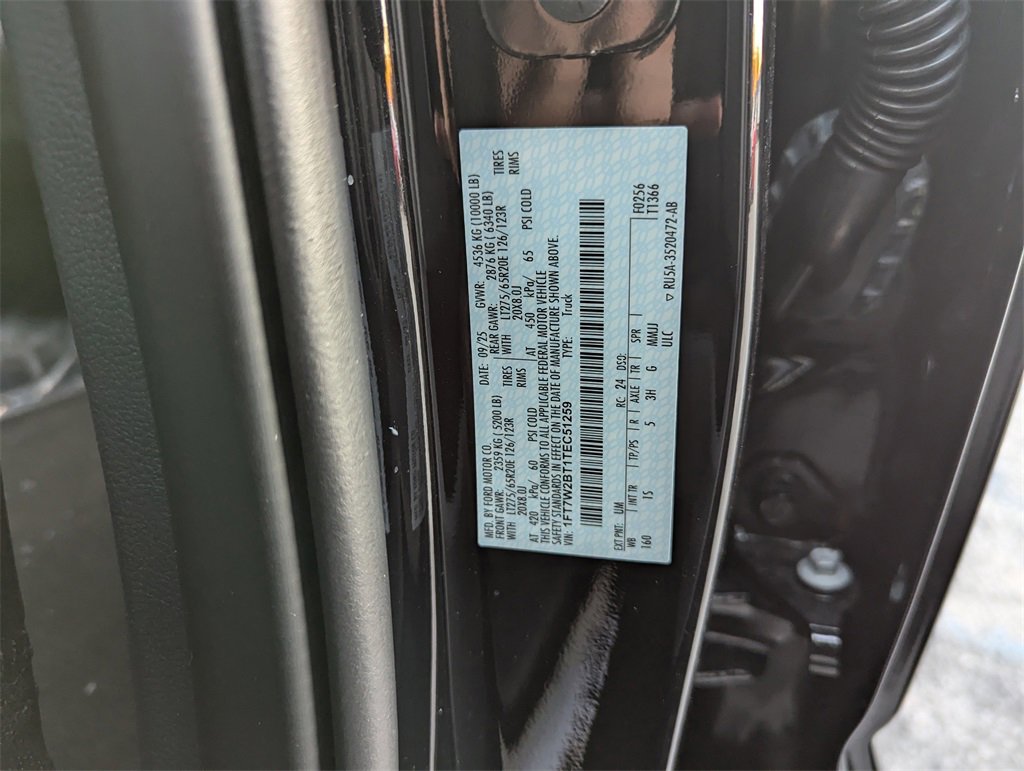 MFD. BY FORD MOTOR CO. DATE: 09/25 GVWR: 4536 KG (10000 LB)
FRONT GAWR: 2359 KG ( 5200 LB) REAR GAWR: 2876 KG ( 6340 LB)
WITH LT275/65R20E 126/123R TIRES WITH LT275/65R20E 126/123R TIRES
20X8.0J RIMS 20X8.0J RIMS
AT 420 kPa/ 60 PSI COLD AT 450 kPa/ 65 PSI COLD
THIS VEHICLE CONFORMS TO ALL APPLICABLE FEDERAL MOTOR VEHICLE
SAFETY STANDARDS IN EFFECT ON THE DATE OF MANUFACTURE SHOWN ABOVE.
VIN: 1FT7W2BT1TEC51259 TYPE: Truck
F0256
EXT PNT: UM RC: 24 DSO: T1366
WB INT TR TP/PS R AXLE TR SPR
160 TS 5 3H G MMJJ
ULC ▽ RU5A-3520472-AB